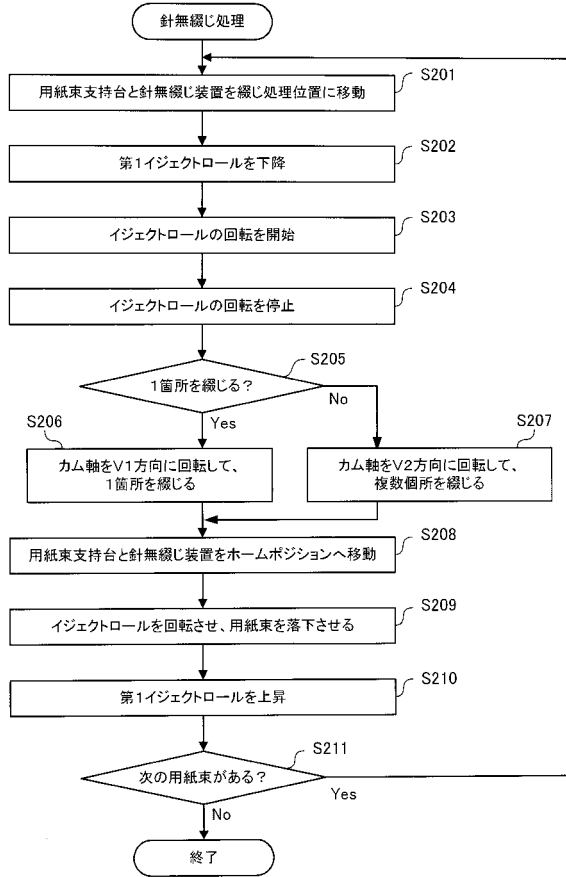 針無綴じ処理
S201
用紙束支持台と針無綴じ装置を綴じ処理位置に移動
S202
第1イジェクトロールを下降
S203
イジェクトロールの回転を開始
S204
イジェクトロールの回転を停止
S205
1箇所を綴じる?
No
Yes
S206
カム軸をV1方向に回転して、
1箇所を綴じる
S207
カム軸をV2方向に回転して、
複数個所を綴じる
S208
用紙束支持台と針無綴じ装置をホームポジションへ移動
S209
イジェクトロールを回転させ、用紙束を落下させる
S210
第1イジェクトロールを上昇
S211
次の用紙束がある?
Yes
No
終了